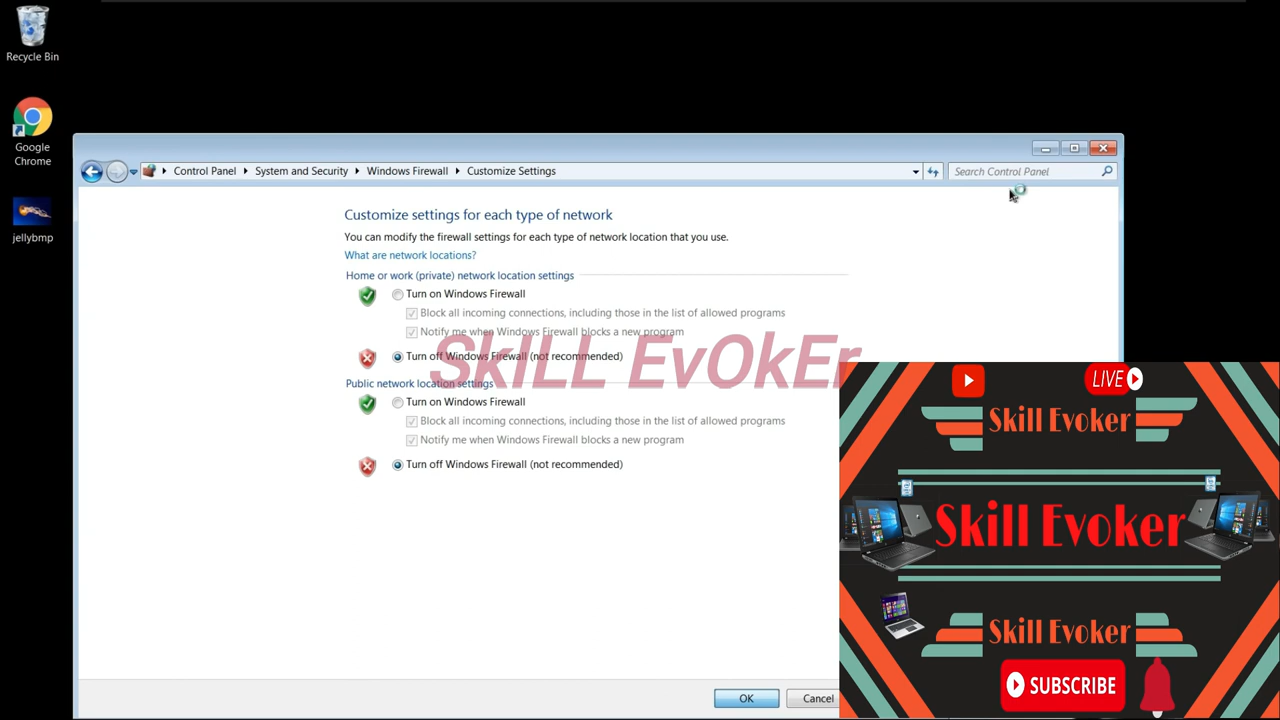 Recycle Bin
Google
Chrome
jellybmp
Control Panel System and Security Windows Firewall Customize Settings
Search Control Panel
Customize settings for each type of network
You can modify the firewall settings for each type of network location that you use.
What are network locations?
Home or work (private) network location settings
Turn on Windows Firewall
Block all incoming connections, including those in the list of allowed programs
Notify me when Windows Firewall blocks a new program
Turn off Windows Firewall (not recommended)
SkILL EvOkEr
Public network location settings
Turn on Windows Firewall
Block all incoming connections, including those in the list of allowed programs
Notify me when Windows Firewall blocks a new program
Turn off Windows Firewall (not recommended)
OK Cancel
LIVE
Skill Evoker
Skill Evoker
Skill Evoker
SUBSCRIBE